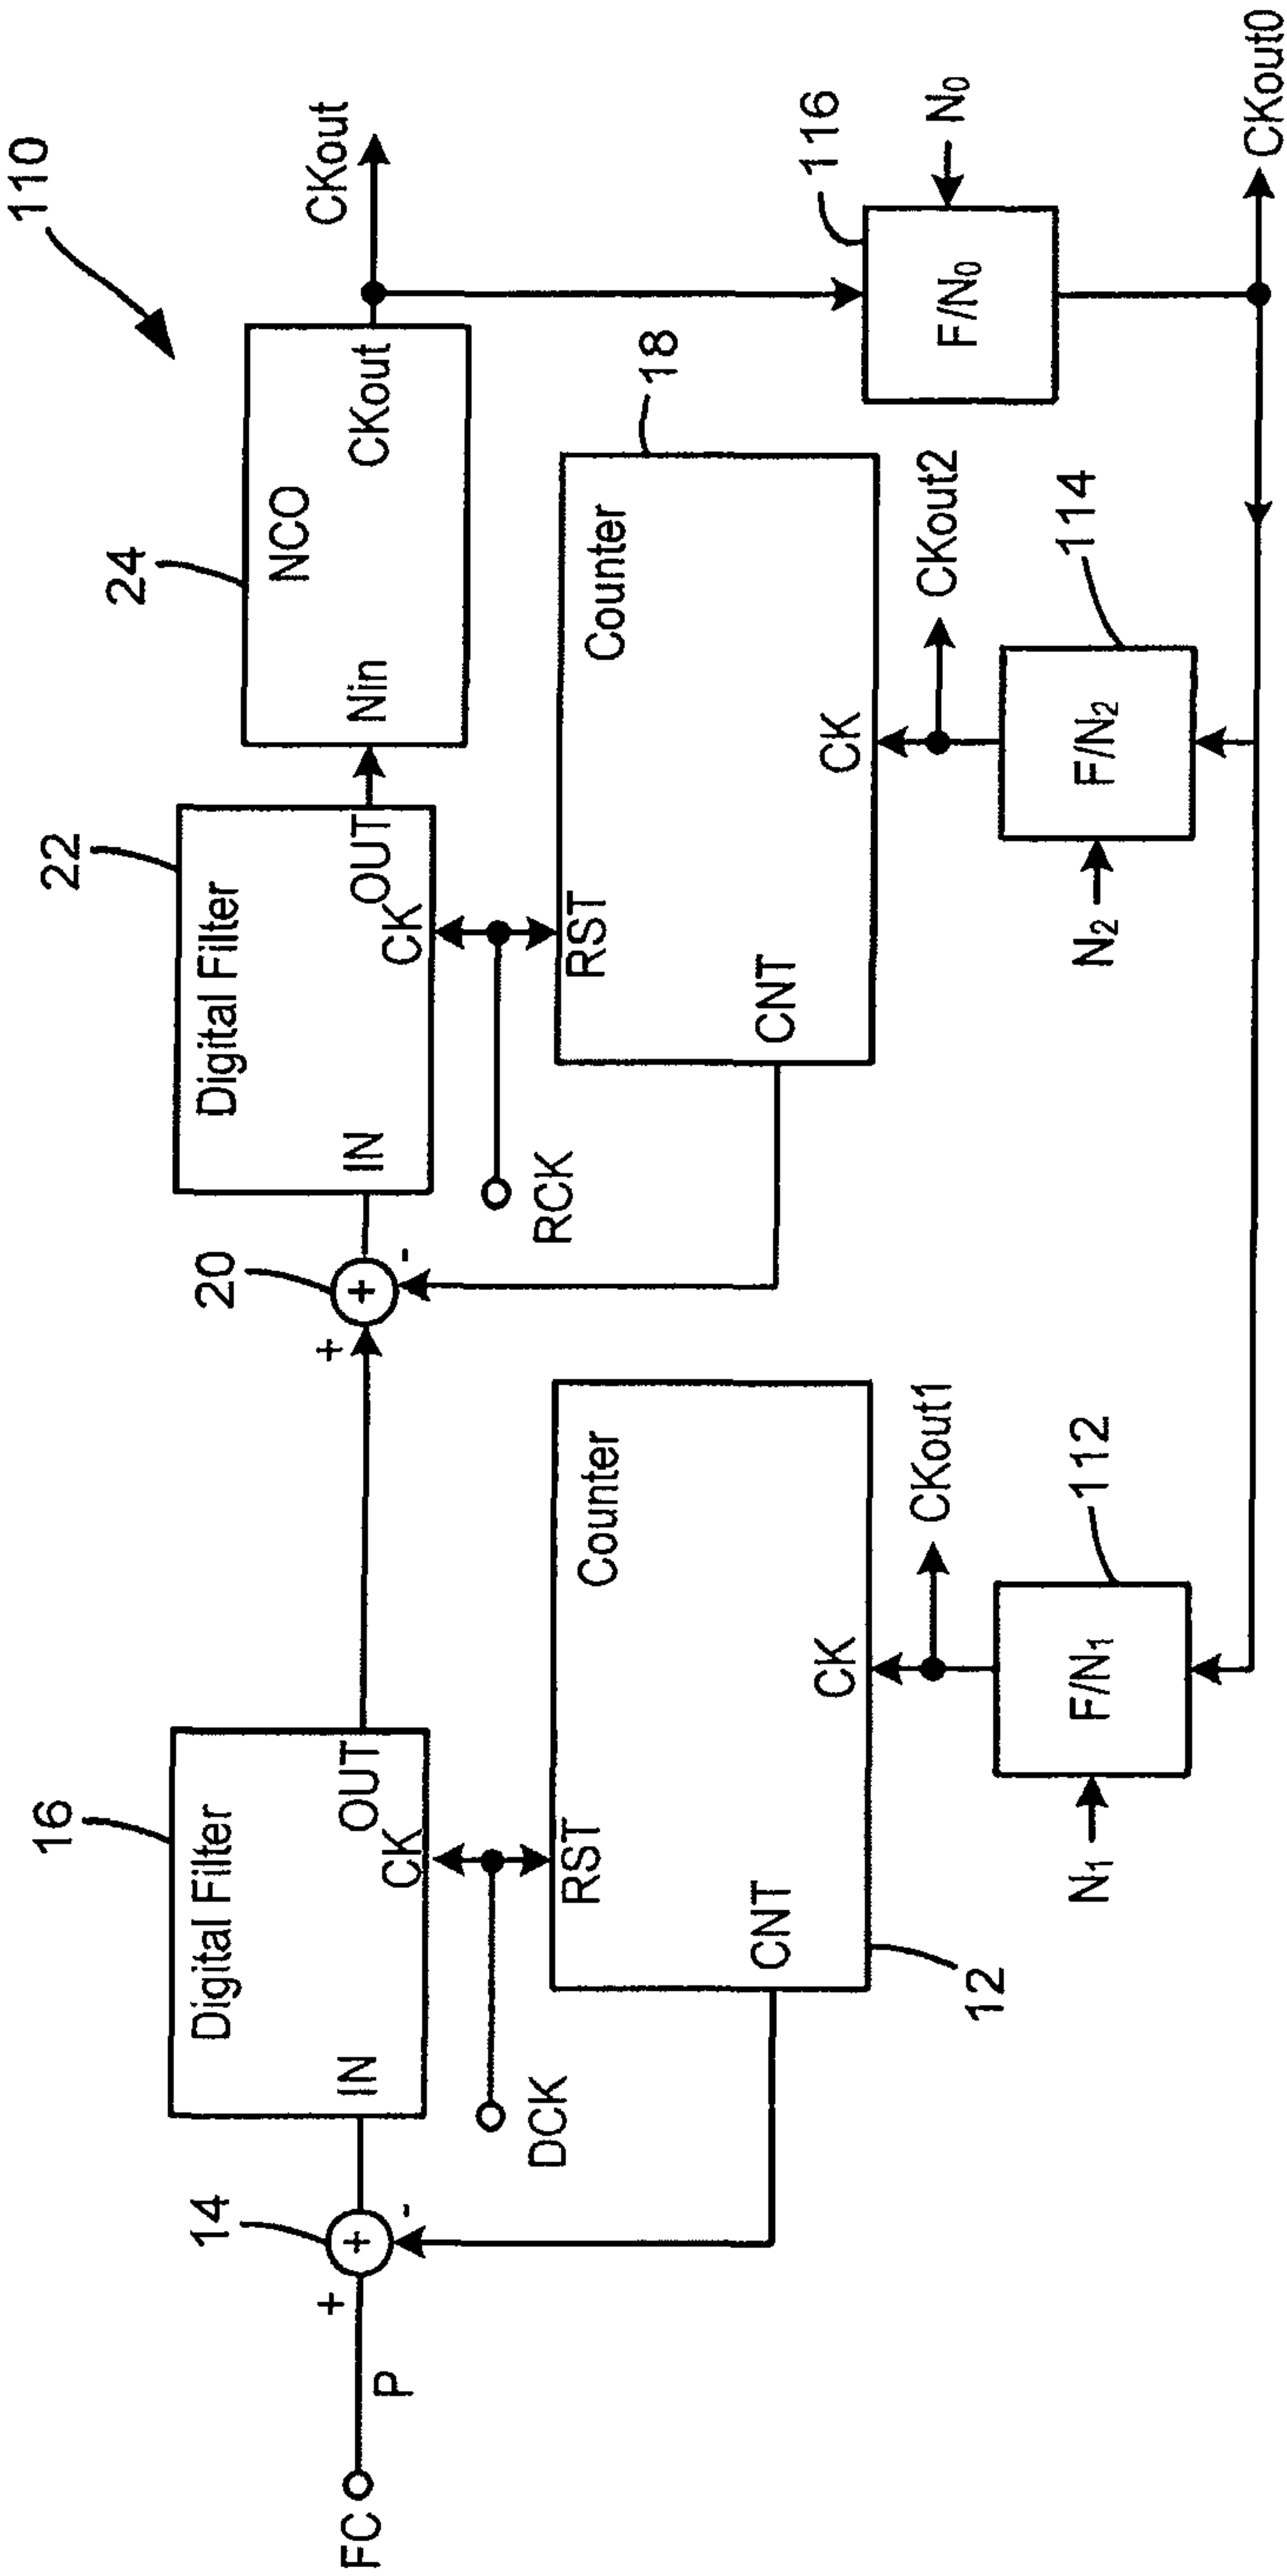 110
24
NCO
Nin
CKout
CKout
22
Digital Filter
IN
OUT
CK
16
Digital Filter
IN
OUT
CK
20
+
-
+
14
+
-
+
FC
P
DCK
RCK
RST
Counter
CNT
CK
12
RST
Counter
CNT
CK
18
CKout1
CKout2
116
F/N₀
N₀
114
F/N₂
N₂
112
F/N₁
N₁
CKout0